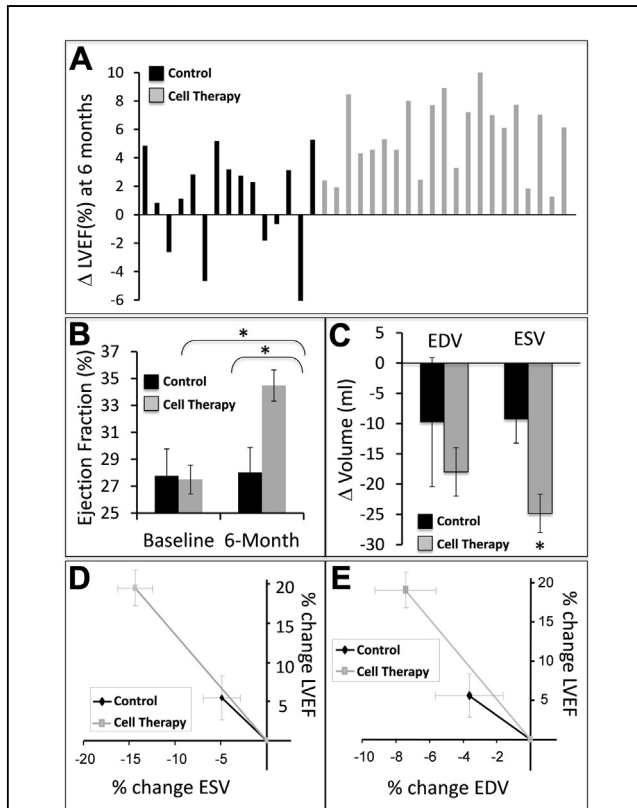 A
Control
Cell Therapy
Δ LVEF(%) at 6 months
10
8
6
4
2
0
-2
-4
-6
B
*
*
Ejection Fraction (%)
37
35
33
31
29
27
25
Control
Cell Therapy
Baseline 6-Month
C
EDV ESV
Δ Volume (ml)
5
0
-5
-10
-15
-20
-25
-30
Control
Cell Therapy
*
D
20
15
10
5
% change LVEF
Control
Cell Therapy
-20 -15 -10 -5 0
% change ESV
E
20
15
10
5
% change LVEF
Control
Cell Therapy
-10 -8 -6 -4 -2 0
% change EDV